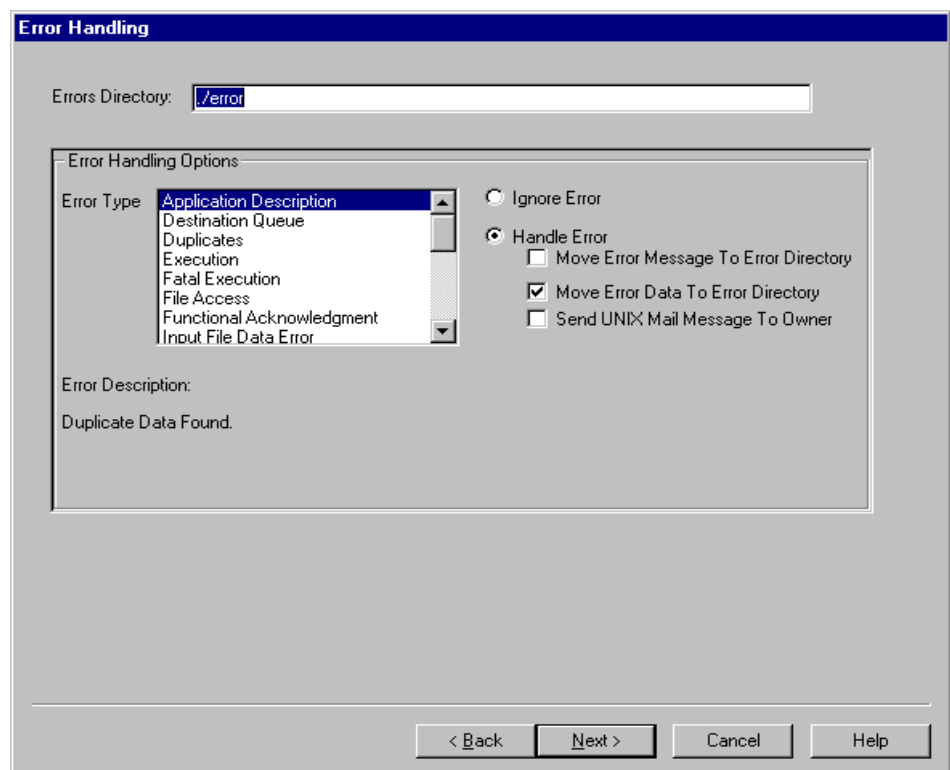 Error Handling
Errors Directory: ./error
Error Handling Options
Error Type
Application Description
Destination Queue
Duplicates
Execution
Fatal Execution
File Access
Functional Acknowledgment
Input File Data Error
Ignore Error
Handle Error
Move Error Message To Error Directory
Move Error Data To Error Directory
Send UNIX Mail Message To Owner
Error Description:
Duplicate Data Found.
< Back
Next >
Cancel
Help